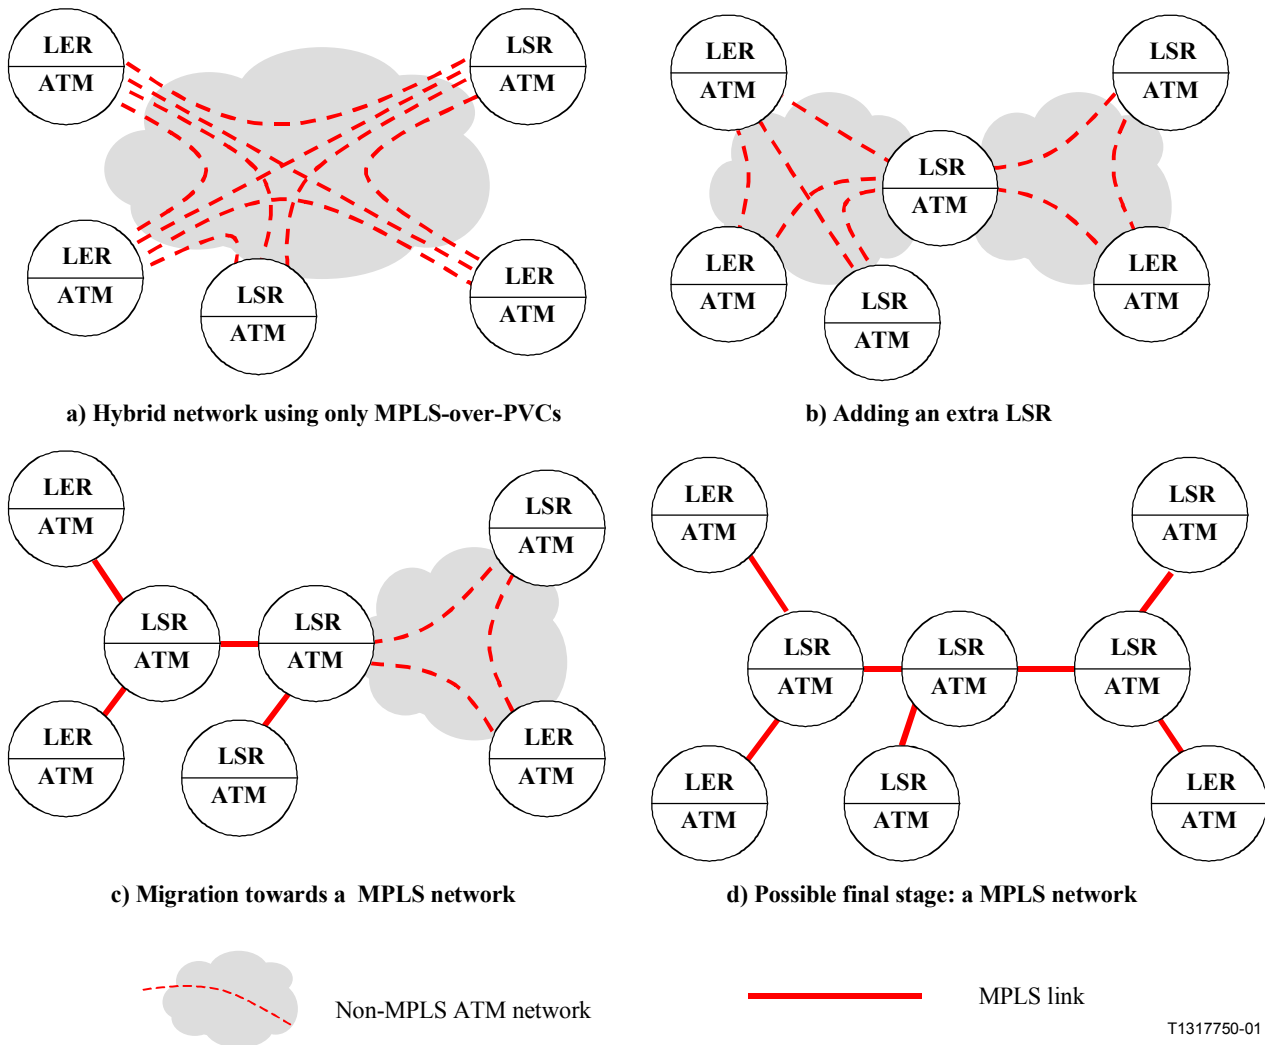 LER
ATM
LSR
ATM
LER
ATM
LSR
ATM
LER
ATM
a) Hybrid network using only MPLS-over-PVCs
LER
ATM
LSR
ATM
LSR
ATM
LER
ATM
LSR
ATM
LER
ATM
b) Adding an extra LSR
LER
ATM
LSR
ATM
LSR
ATM
LSR
ATM
LER
ATM
LSR
ATM
LER
ATM
c) Migration towards a MPLS network
LER
ATM
LSR
ATM
LSR
ATM
LSR
ATM
LSR
ATM
LER
ATM
LSR
ATM
LER
ATM
d) Possible final stage: a MPLS network
Non-MPLS ATM network
MPLS link
T1317750-01